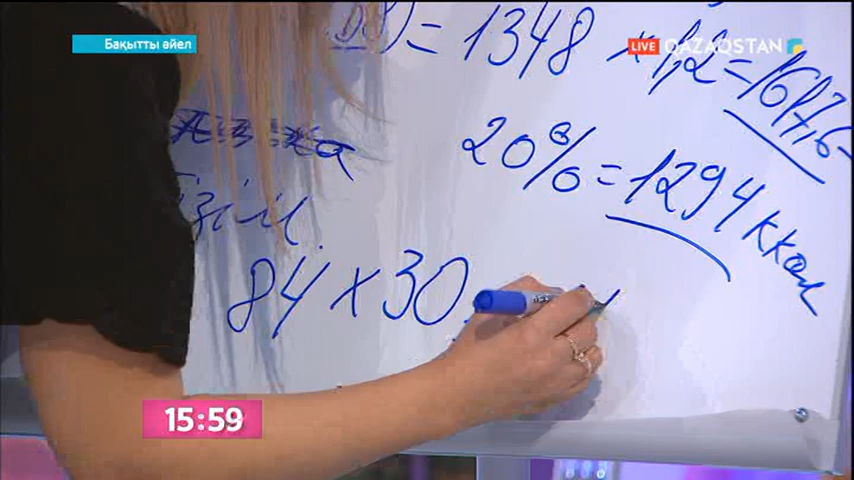 Бақытты әйел
LIVE QAZAQSTAN
= 1348 × 1,2 = 1617,6 -
20% = 1294 ккал
84 × 30
15:59